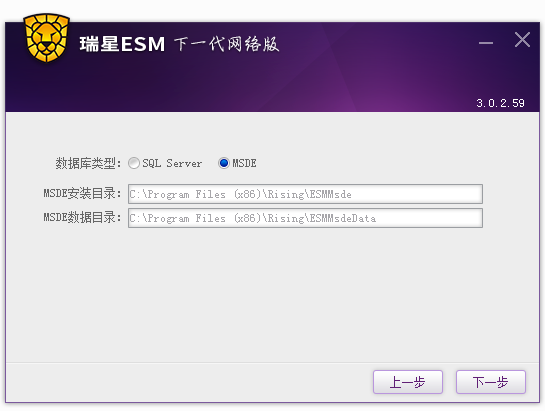 瑞星ESM 下一代网络版
3.0.2.59
数据库类型: SQL Server MSDE
MSDE安装目录: C:\Program Files (x86)\Rising\ESMMsde
MSDE数据目录: C:\Program Files (x86)\Rising\ESMMsdeData
上一步 下一步